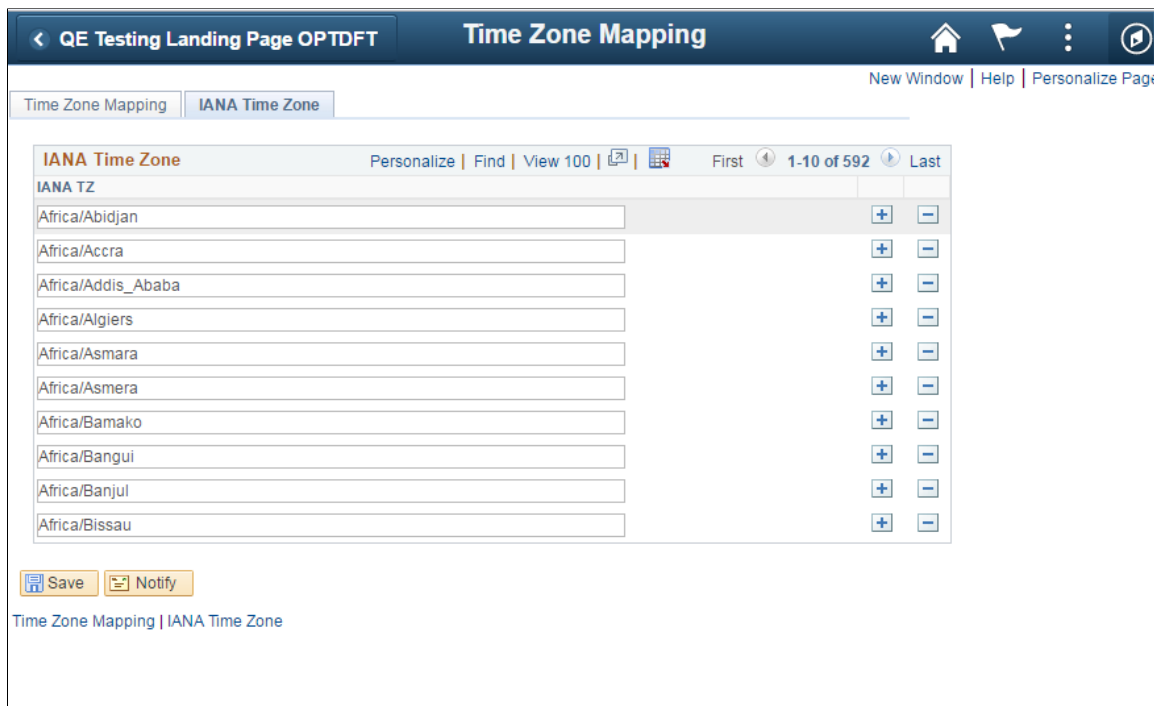 QE Testing Landing Page OPTDFT Time Zone Mapping
New Window | Help | Personalize Page
Time Zone Mapping IANA Time Zone
IANA Time Zone Personalize | Find | View 100 | | First 1-10 of 592 Last
IANA TZ
Africa/Abidjan
Africa/Accra
Africa/Addis_Ababa
Africa/Algiers
Africa/Asmara
Africa/Asmera
Africa/Bamako
Africa/Bangui
Africa/Banjul
Africa/Bissau
Save Notify
Time Zone Mapping | IANA Time Zone